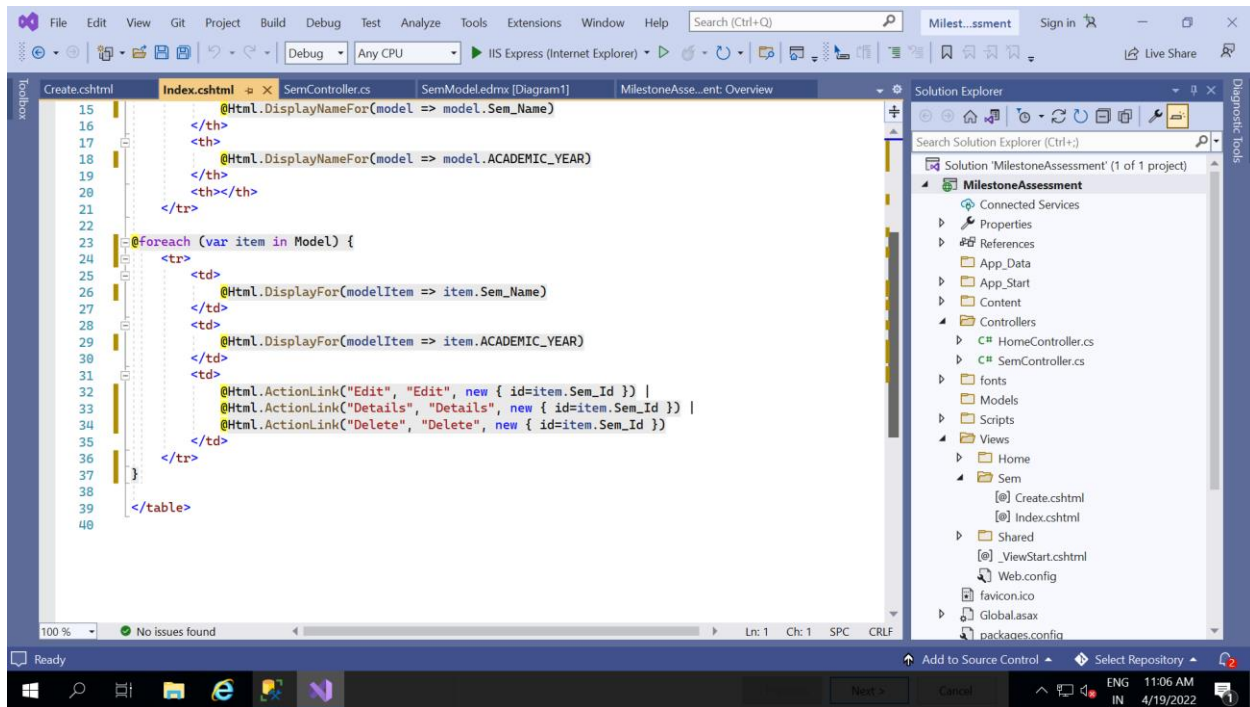 File Edit View Git Project Build Debug Test Analyze Tools Extensions Window Help Search (Ctrl+Q) Milest...ssment Sign in
Debug Any CPU IIS Express (Internet Explorer) Live Share
Toolbox
Create.cshtml Index.cshtml SemController.cs SemModel.edmx [Diagram1] MilestoneAsse...ent: Overview
15 @Html.DisplayNameFor(model => model.Sem_Name)
16 </th>
17 <th>
18 @Html.DisplayNameFor(model => model.ACADEMIC_YEAR)
19 </th>
20 <th></th>
21 </tr>
22
23 @foreach (var item in Model) {
24 <tr>
25 <td>
26 @Html.DisplayFor(modelItem => item.Sem_Name)
27 </td>
28 <td>
29 @Html.DisplayFor(modelItem => item.ACADEMIC_YEAR)
30 </td>
31 <td>
32 @Html.ActionLink("Edit", "Edit", new { id=item.Sem_Id }) |
33 @Html.ActionLink("Details", "Details", new { id=item.Sem_Id }) |
34 @Html.ActionLink("Delete", "Delete", new { id=item.Sem_Id })
35 </td>
36 </tr>
37 }
38
39 </table>
40
100 % No issues found Ln: 1 Ch: 1 SPC CRLF
Solution Explorer
Search Solution Explorer (Ctrl+;)
Solution 'MilestoneAssessment' (1 of 1 project)
MilestoneAssessment
Connected Services
Properties
References
App_Data
App_Start
Content
Controllers
C# HomeController.cs
C# SemController.cs
fonts
Models
Scripts
Views
Home
Sem
[@] Create.cshtml
[@] Index.cshtml
Shared
[@] _ViewStart.cshtml
Web.config
favicon.ico
Global.asax
packages.config
Diagnostic Tools
Ready Add to Source Control Select Repository 2
Next > Cancel ENG 11:06 AM
IN 4/19/2022 1